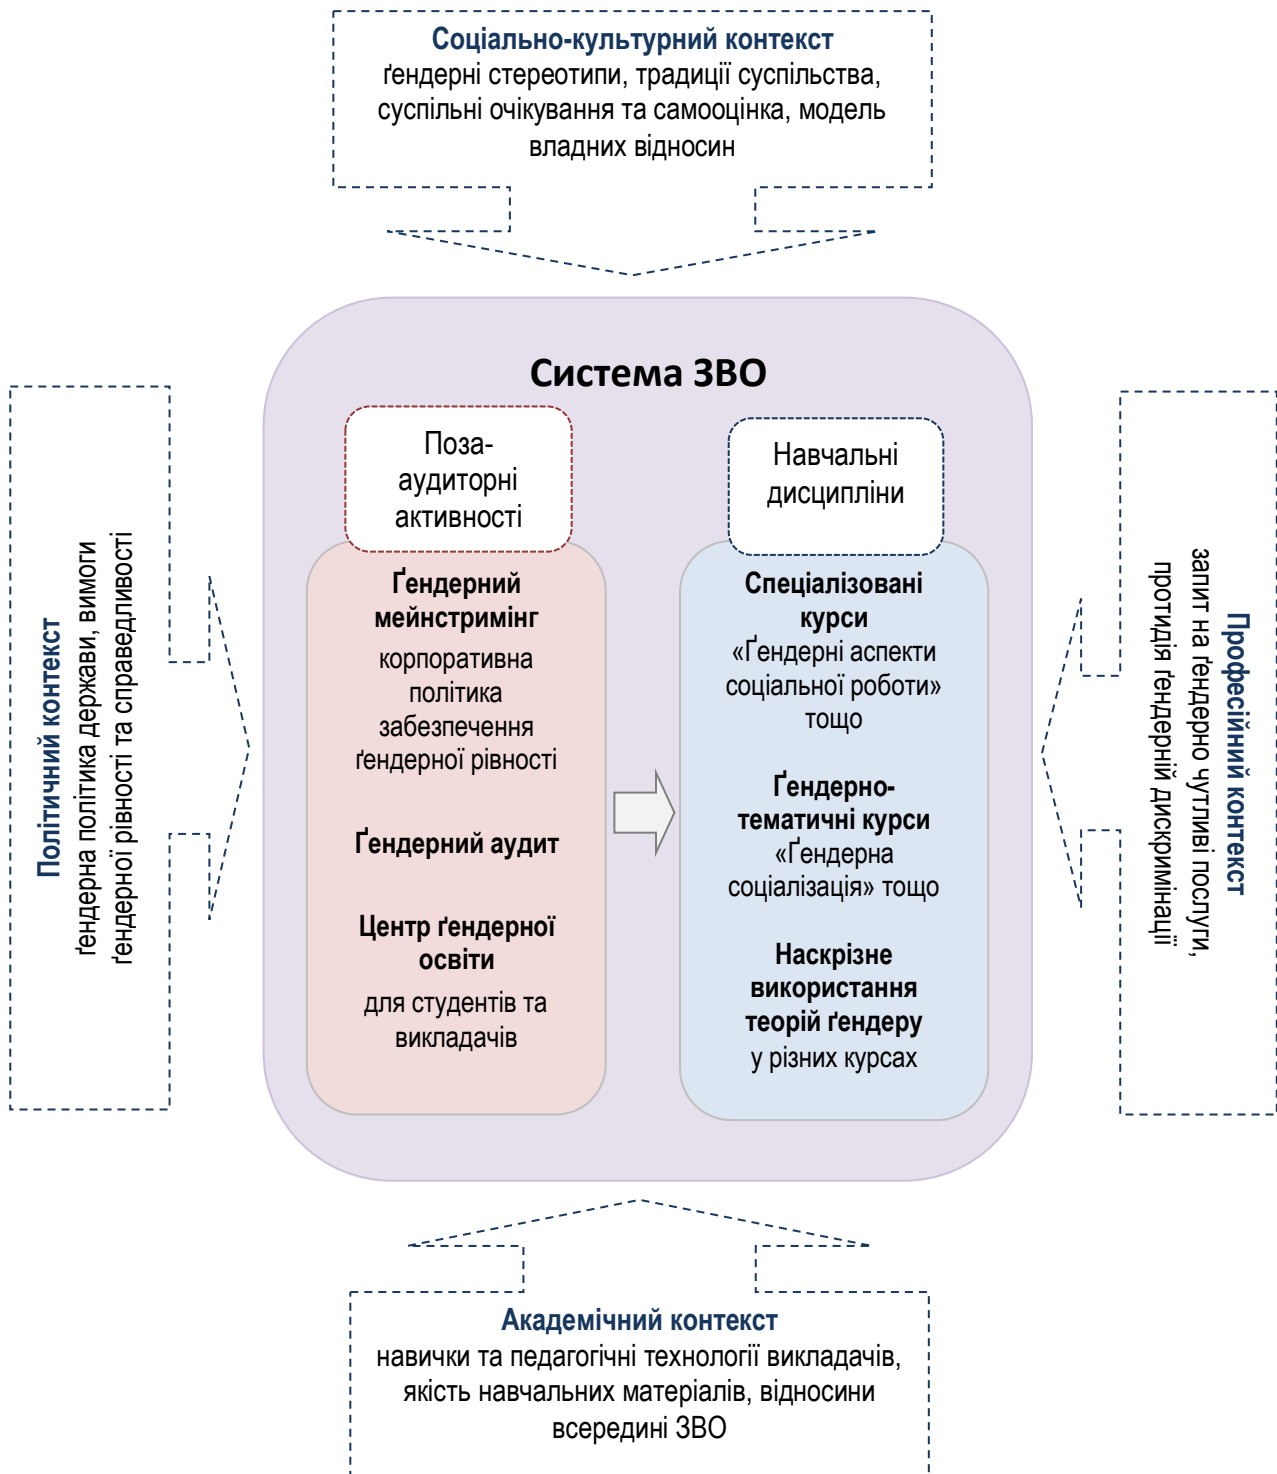 Соціально-культурний контекст
ґендерні стереотипи, традиції суспільства,
суспільні очікування та самооцінка, модель
владних відносин
Система ЗВО
Політичний контекст
ґендерна політика держави, вимоги
ґендерної рівності та справедливості
Поза-
аудиторні
активності
Ґендерний
мейнстримінг
корпоративна
політика
забезпечення
ґендерної рівності
Ґендерний аудит
Центр ґендерної
освіти
для студентів та
викладачів
Навчальні
дисципліни
Спеціалізовані
курси
«Ґендерні аспекти
соціальної роботи»
тощо
Ґендерно-
тематичні курси
«Ґендерна
соціалізація» тощо
Наскрізне
використання
теорій ґендеру
у різних курсах
Професійний контекст
запит на ґендерно чутливі послуги,
протидія ґендерній дискримінації
Академічний контекст
навички та педагогічні технології викладачів,
якість навчальних матеріалів, відносини
всередині ЗВО